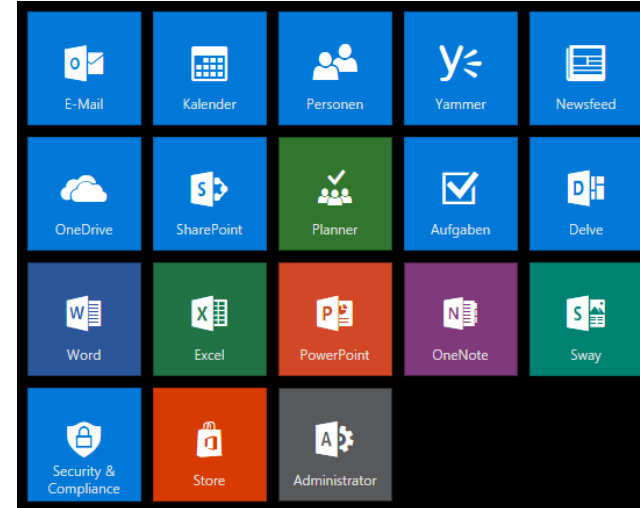 E-Mail
Kalender
Personen
Yammer
Newsfeed
OneDrive
SharePoint
Planner
Aufgaben
Delve
Word
Excel
PowerPoint
OneNote
Sway
Security &
Compliance
Store
Administrator